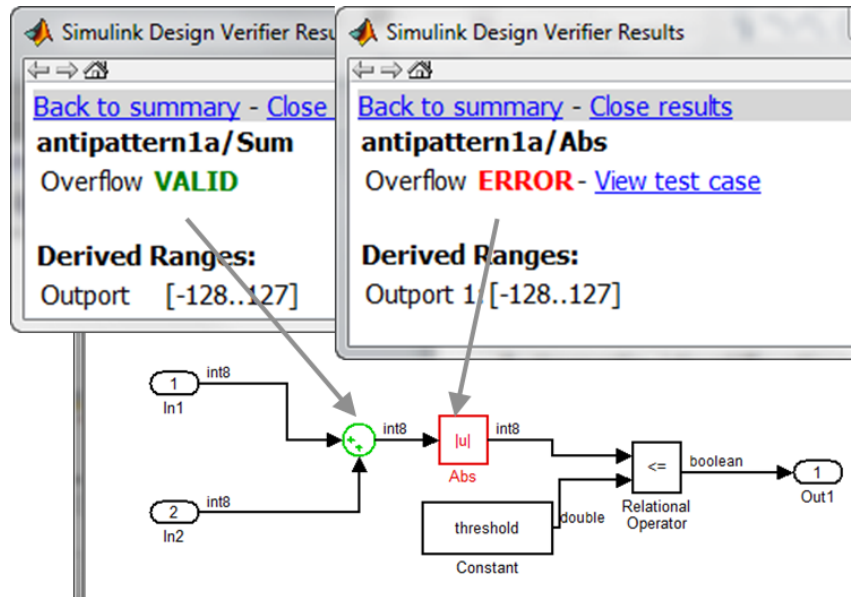 Simulink Design Verifier Resu
Back to summary - Close
antipattern1a/Sum
Overflow VALID
Derived Ranges:
Outport [-128..127]
Simulink Design Verifier Results
Back to summary - Close results
antipattern1a/Abs
Overflow ERROR - View test case
Derived Ranges:
Outport 1: [-128..127]
1
int8
In1
2
int8
In2
+
+
int8
|u|
int8
Abs
threshold
double
Constant
<=
boolean
Relational
Operator
1
Out1